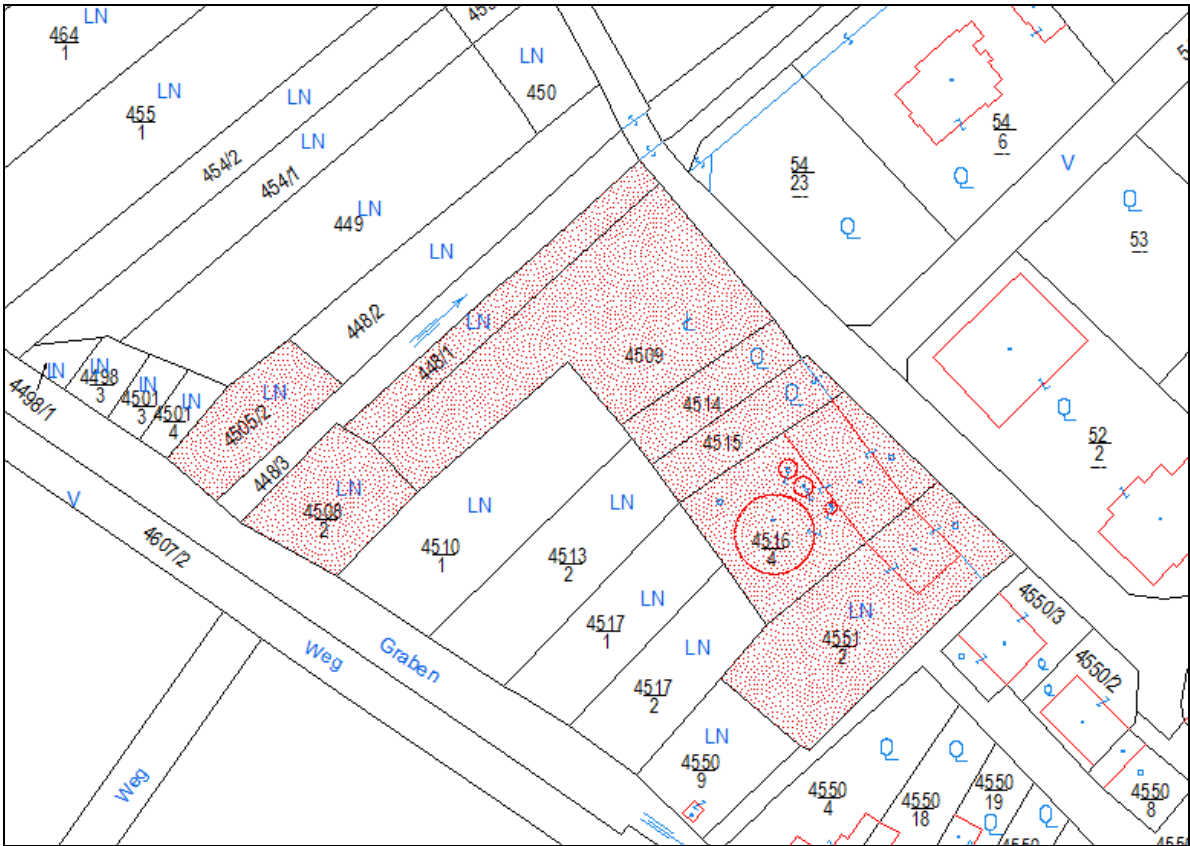 LN
464
1
LN
455
1
LN
450
LN
454/2
LN
454/1
LN
449
LN
448/2
54
23
Q
54
6
Q
V
Q
53
LN
448/1
Ł
4509
Q
4514
Q
4515
LN
4498
3
LN
4501
3
LN
4501
4
LN
4498/1
LN
4505/2
448/3
LN
4508
2
V
4607/2
LN
4510
1
LN
4513
2
4516
4
Q
52
2
LN
4517
1
LN
4517
2
LN
4551
2
4550/3
4550/2
Graben
Weg
Weg
LN
4550
9
Q
4550
4
Q
4550
18
4550
19
Q
Q
4550
8